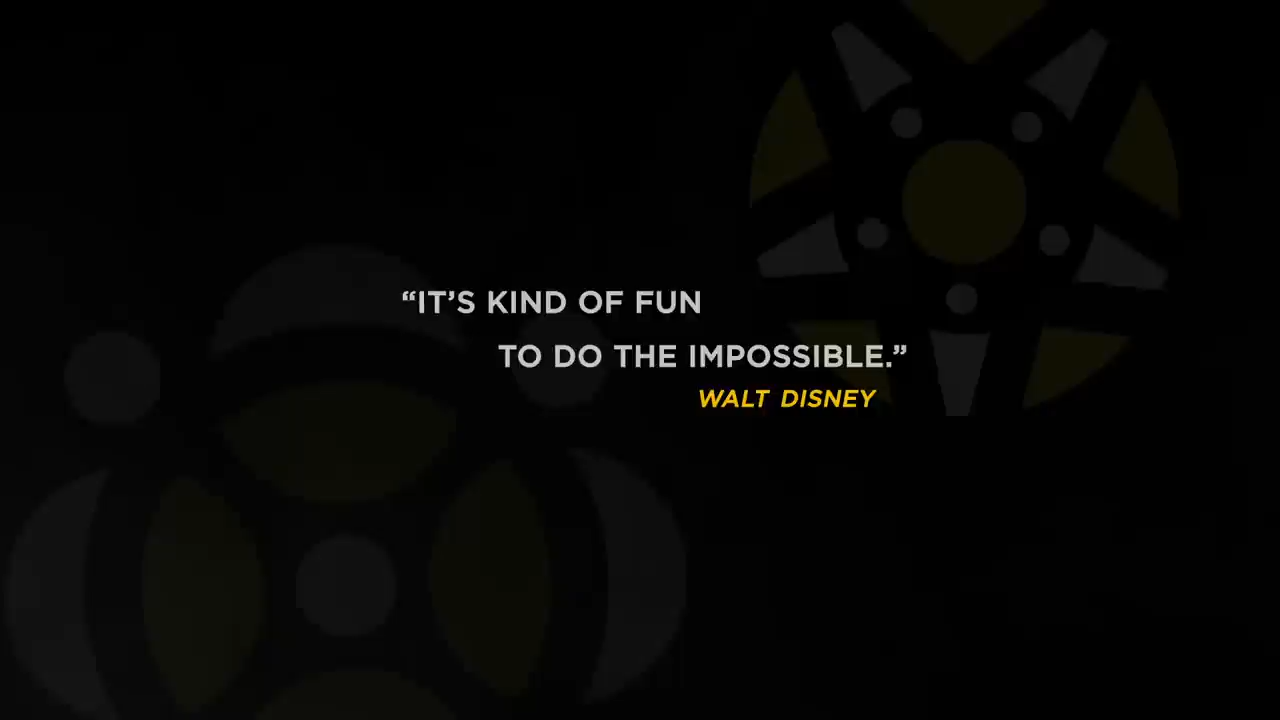 “IT’S KIND OF FUN
TO DO THE IMPOSSIBLE.”
WALT DISNEY